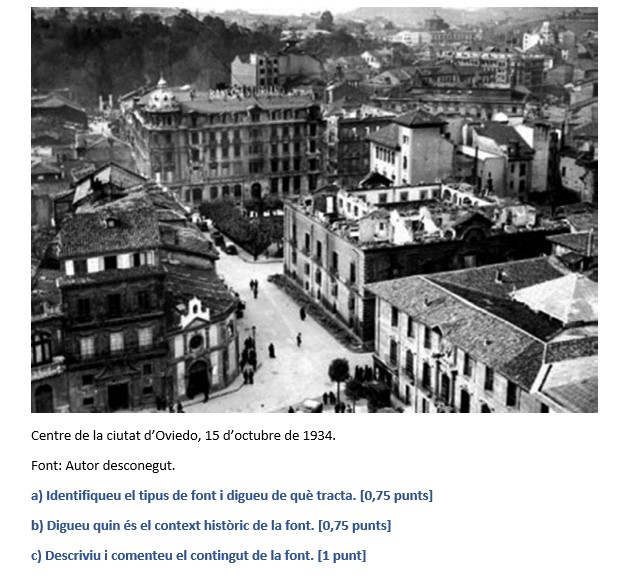 Centre de la ciutat d’Oviedo, 15 d’octubre de 1934.
Font: Autor desconegut.
a) Identifiqueu el tipus de font i digueu de què tracta. [0,75 punts]
b) Digueu quin és el context històric de la font. [0,75 punts]
c) Descriviu i comenteu el contingut de la font. [1 punt]